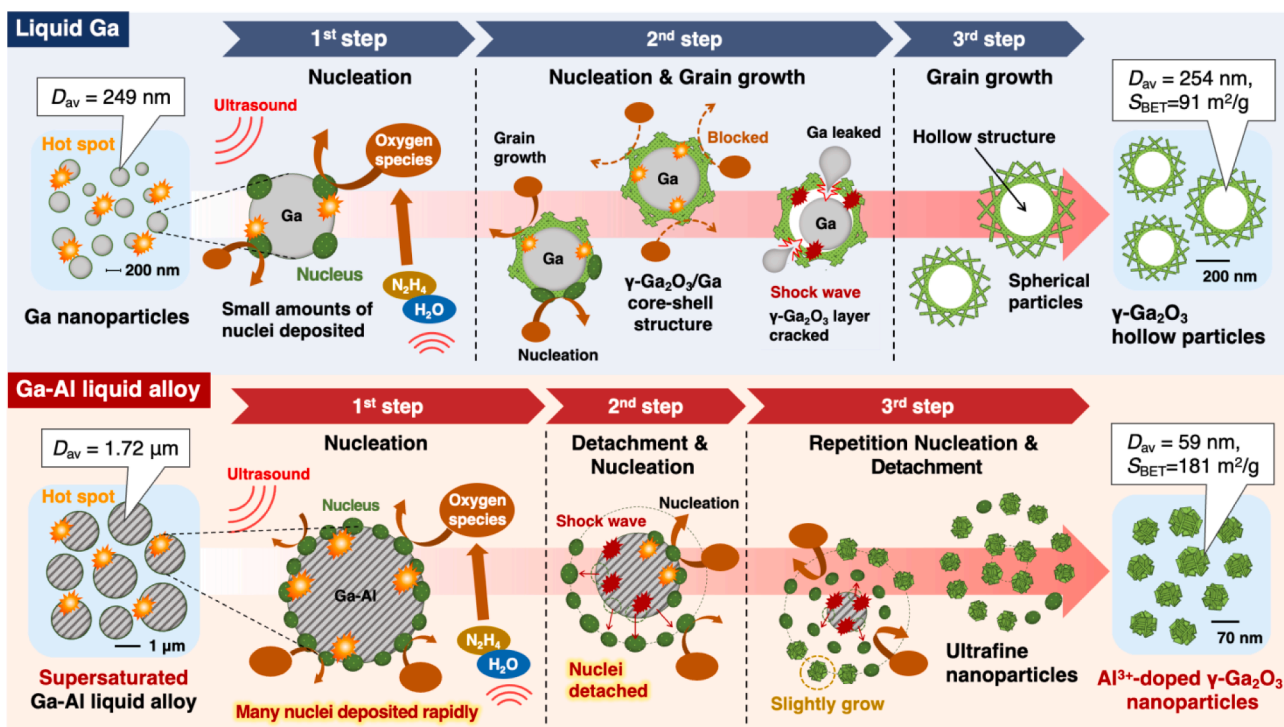 Liquid Ga
1st step
2nd step
3rd step
Nucleation
Nucleation & Grain growth
Grain growth
Dav = 249 nm
Hot spot
200 nm
Ga nanoparticles
Ultrasound
Oxygen
species
Ga
Nucleus
N2H4
H2O
Small amounts of
nuclei deposited
Grain
growth
Ga
Nucleation
Blocked
Ga
γ-Ga2O3/Ga
core-shell
structure
Ga leaked
Ga
Shock wave
γ-Ga2O3 layer
cracked
Hollow structure
Spherical
particles
Dav = 254 nm,
SBET=91 m²/g
200 nm
γ-Ga2O3
hollow particles
Ga-Al liquid alloy
1st step
2nd step
3rd step
Nucleation
Detachment &
Nucleation
Repetition Nucleation &
Detachment
Dav = 1.72 μm
Hot spot
1 μm
Supersaturated
Ga-Al liquid alloy
Ultrasound
Nucleus
Oxygen
species
Ga-Al
N2H4
H2O
Many nuclei deposited rapidly
Shock wave
Nucleation
Nuclei
detached
Slightly grow
Ultrafine
nanoparticles
Dav = 59 nm,
SBET=181 m²/g
70 nm
Al³⁺-doped γ-Ga2O3
nanoparticles